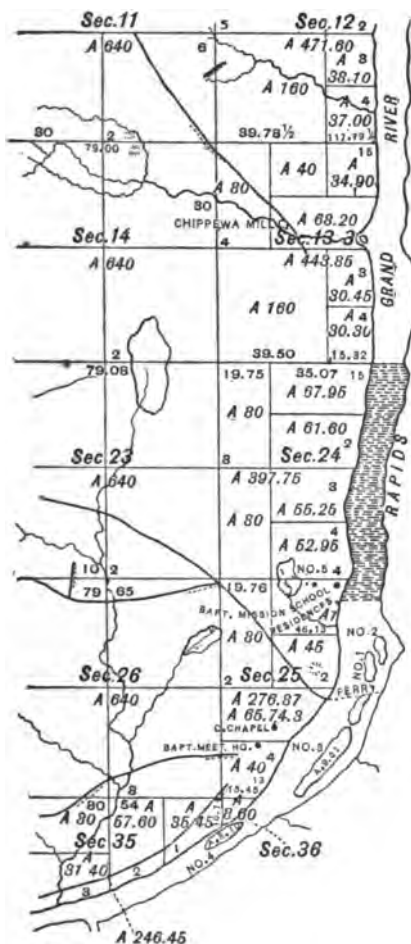 Sec.11 5 Sec.12 2
A 640 6 A 471.60
A 3
38.10
A 160 A 4
37.00
112.79½
RIVER
80 2 39.78½
79.00 A 40 A 15
34.90
A 80
80 A 68.20
CHIPPEWA MILL
Sec.14 4 Sec.13 3
A 640 A 443.85
A 3
30.45
GRAND
A 160 A 4
30.30
2 39.50 15.32
79.08 19.75 35.07 15
A 67.95
A 80
A 61.60
RAPIDS
2
Sec.23 8 Sec.24
A 640 A 397.75
3
A 55.25
A 80 4
A 52.95
10 2 NO.5 4
79 65 19.76
BAPT. MISSION SCHOOL
RESIDENCES
A 7
46.13
A 80 A 45 NO.2
NO.1
Sec.26 2 Sec.25 2
A 640 A 276.87 FERRY
A 65.74.3
C.CHAPEL
BAPT. MEET. HO. NO.3
4
A 40
8 13
80 54 A A 15.45 A
A 80 57.60 35.45 8.60
Sec.35 1 NO.4 Sec.36
A
31 40 2
3
A 246.45